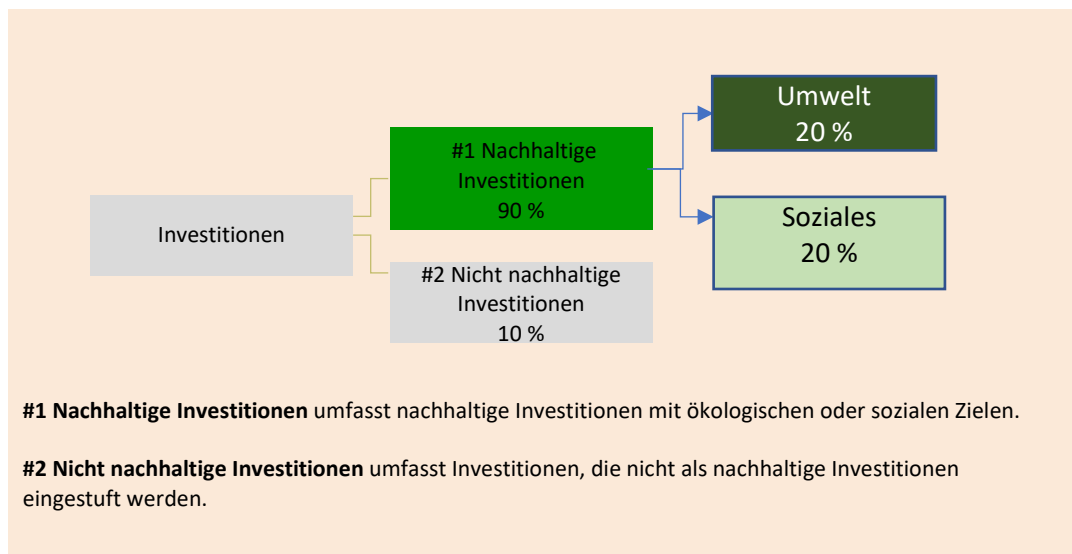 Umwelt
20 %
#1 Nachhaltige
Investitionen
90 %
Soziales
20 %
Investitionen
#2 Nicht nachhaltige
Investitionen
10 %
#1 Nachhaltige Investitionen umfasst nachhaltige Investitionen mit ökologischen oder sozialen Zielen.
#2 Nicht nachhaltige Investitionen umfasst Investitionen, die nicht als nachhaltige Investitionen
eingestuft werden.